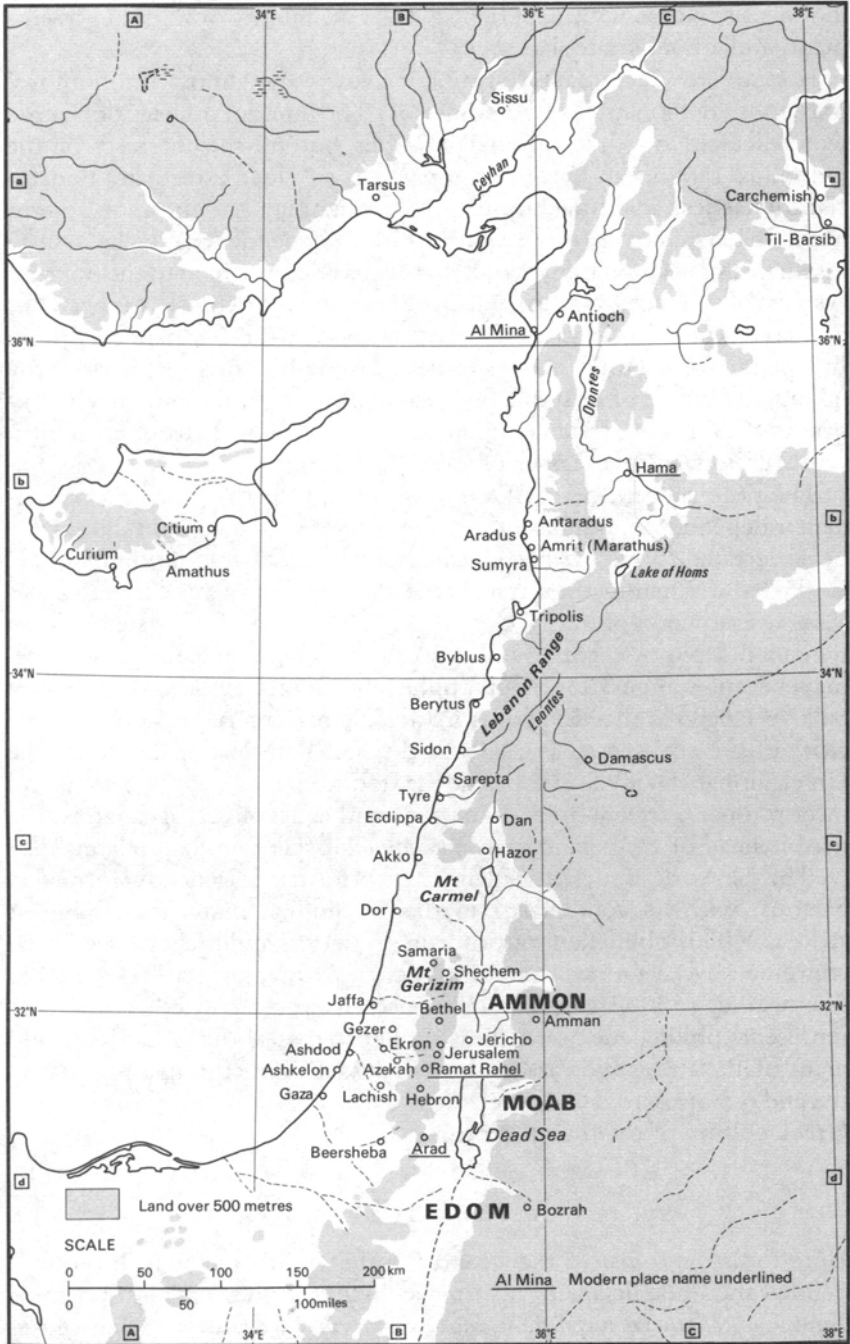 A
34°E
B
36°E
C
38°E
Sissu
Ceyhan
a
a
Tarsus
Carchemish
Til-Barsib
Antioch
Al Mina
36°N
36°N
Orontes
Hama
b
b
Citium
Antaradus
Aradus
Curium
Amathus
Amrit (Marathus)
Sumyra
Lake of Homs
Tripolis
Byblus
34°N
34°N
Lebanon Range
Leontes
Berytus
Sidon
Damascus
Sarepta
Tyre
Ecdippa
Dan
c
c
Akko
Hazor
Mt
Carmel
Dor
Samaria
Mt
Gerizim
Shechem
Jaffa
AMMON
32°N
32°N
Bethel
Amman
Gezer
Jericho
Ekron
Ashdod
Jerusalem
Ashkelon
Azekah
Ramat Rahel
Gaza
Lachish
Hebron
MOAB
Dead Sea
Beersheba
Arad
d
d
Land over 500 metres
EDOM
Bozrah
SCALE
0 50 100 150 200 km
0 50 100 miles
Al Mina Modern place name underlined
A
34°E
B
36°E
C
38°E